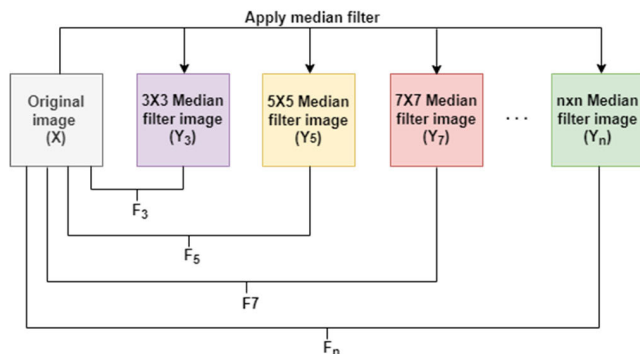 Apply median filter
Original
image
(X)
3X3 Median
filter image
(Y₃)
5X5 Median
filter image
(Y₅)
7X7 Median
filter image
(Y₇)
. . .
nxn Median
filter image
(Yₙ)
F₃
F₅
F7
Fₙ